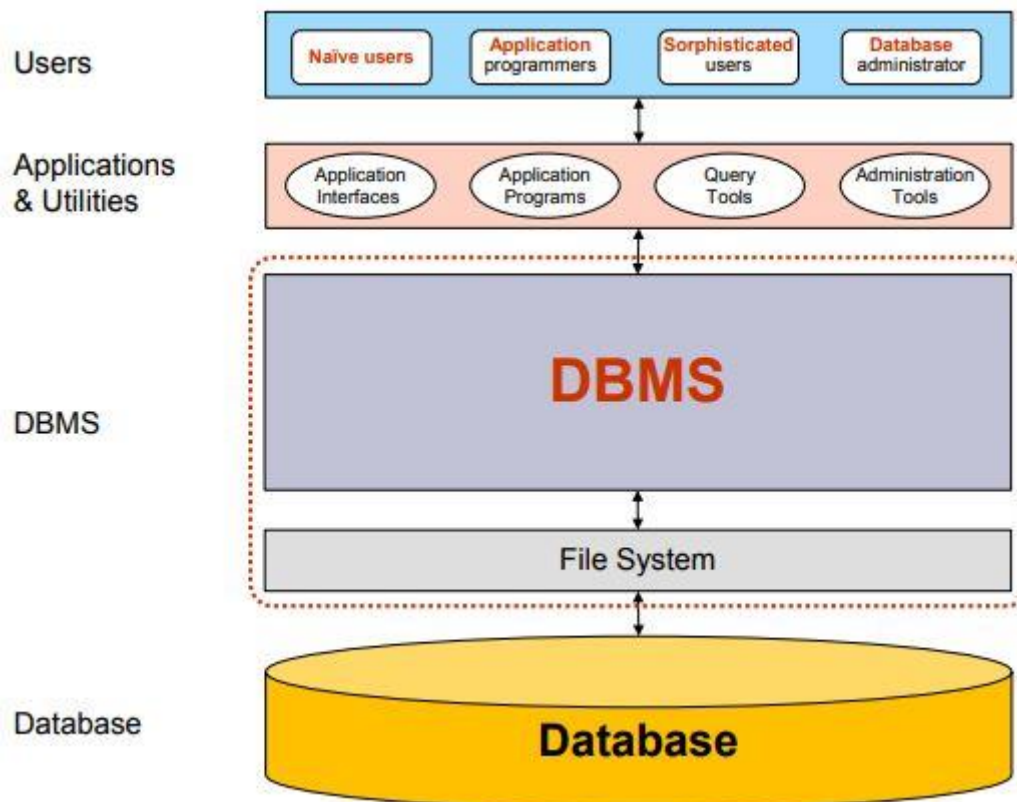 Users
Naïve users
Application
programmers
Sorphisticated
users
Database
administrator
Applications
& Utilities
Application
Interfaces
Application
Programs
Query
Tools
Administration
Tools
DBMS
DBMS
File System
Database
Database